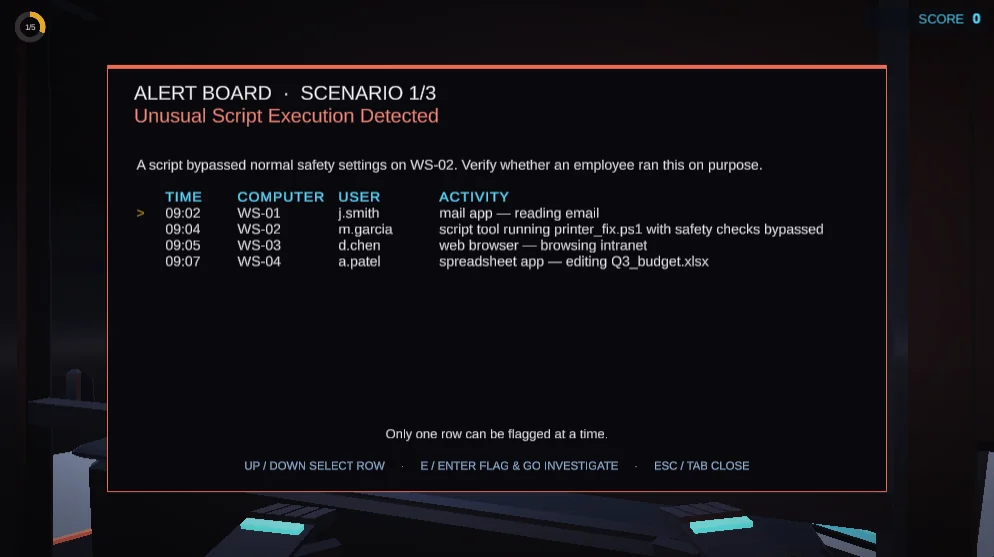 1/5
SCORE 0
ALERT BOARD · SCENARIO 1/3
Unusual Script Execution Detected
A script bypassed normal safety settings on WS-02. Verify whether an employee ran this on purpose.
TIME COMPUTER USER ACTIVITY
> 09:02 WS-01 j.smith mail app — reading email
09:04 WS-02 m.garcia script tool running printer_fix.ps1 with safety checks bypassed
09:05 WS-03 d.chen web browser — browsing intranet
09:07 WS-04 a.patel spreadsheet app — editing Q3_budget.xlsx
Only one row can be flagged at a time.
UP / DOWN SELECT ROW · E / ENTER FLAG & GO INVESTIGATE · ESC / TAB CLOSE